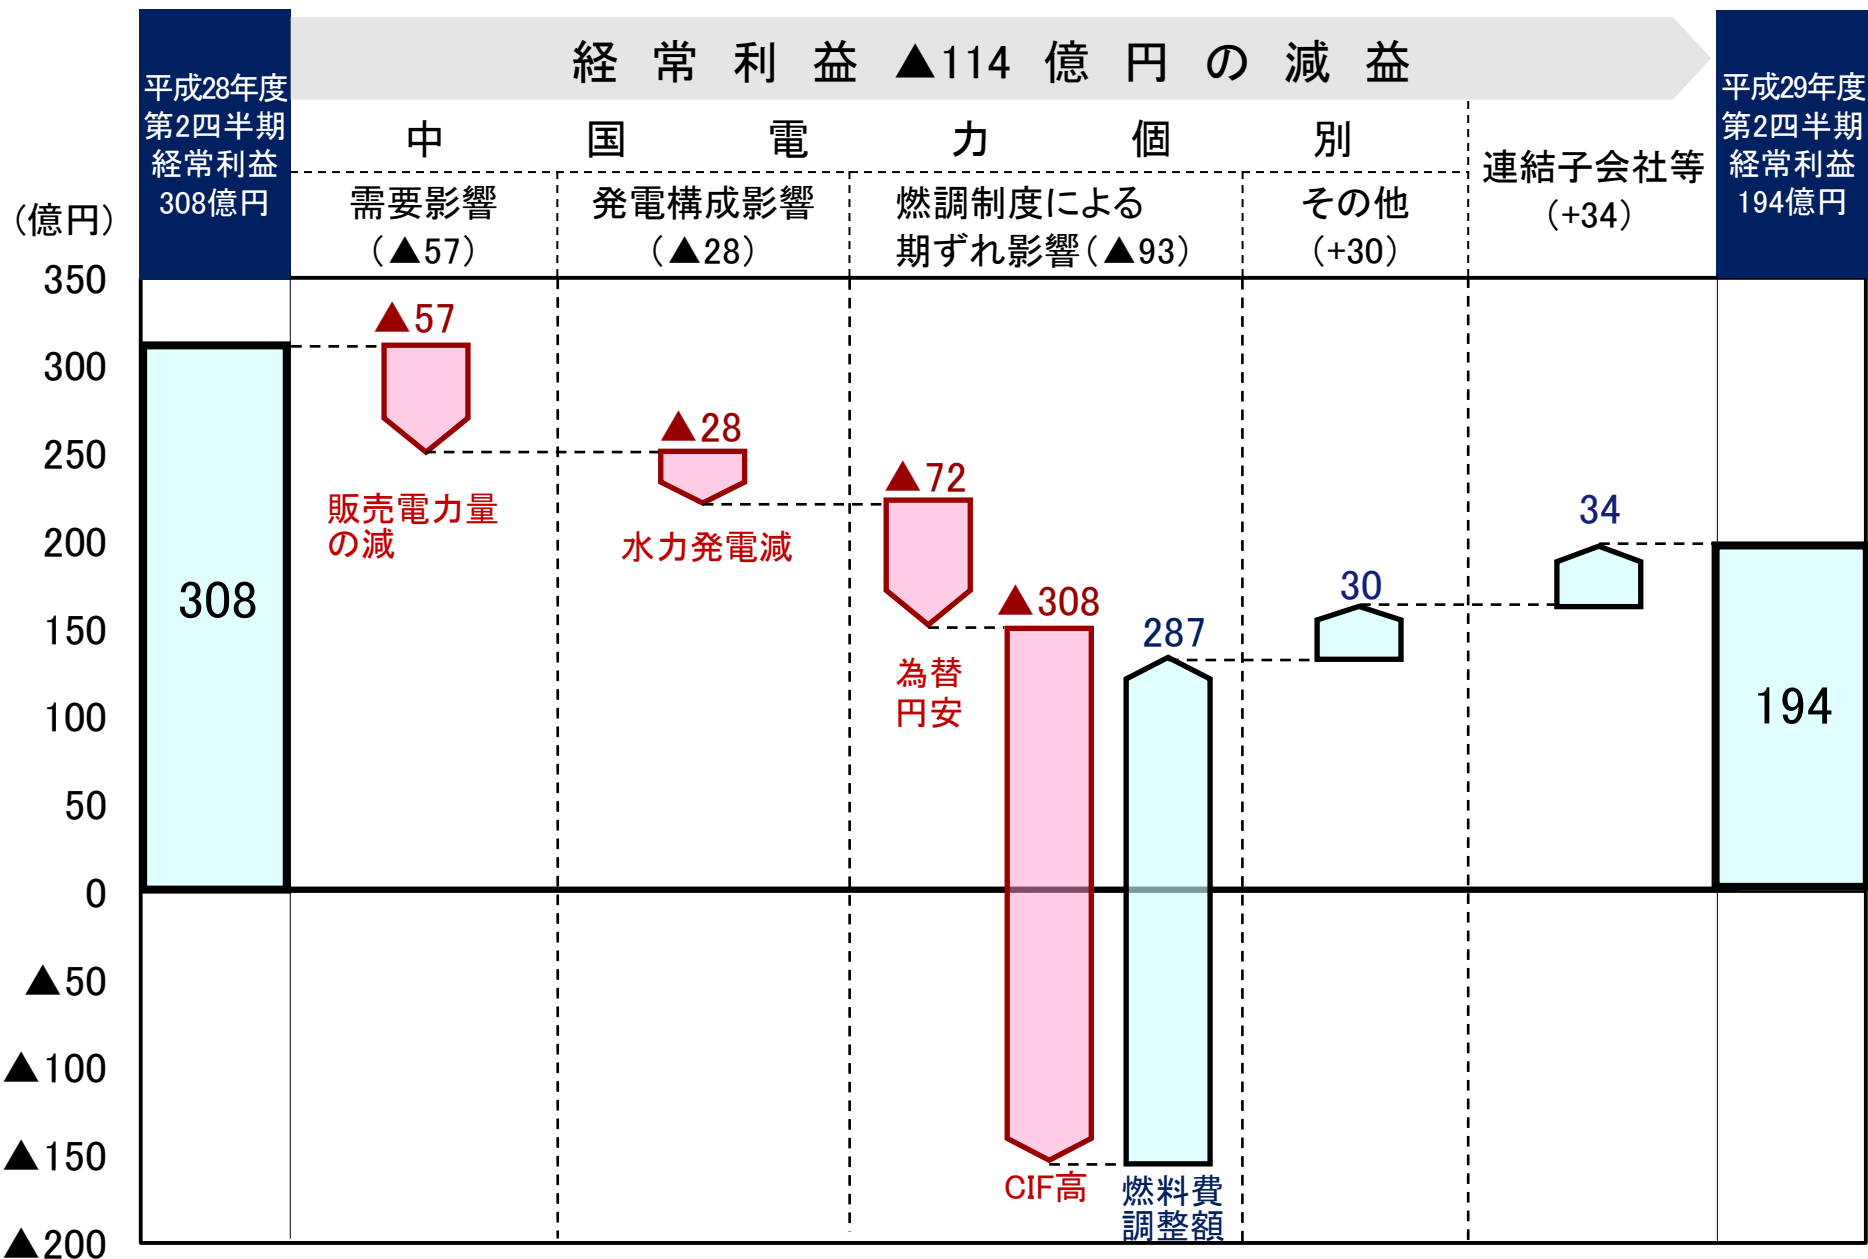 経常利益▲114億円の減益
平成28年度
第2四半期
経常利益
308億円
平成29年度
第2四半期
経常利益
194億円
中国電力個別
連結子会社等
(+34)
需要影響
(▲57)
発電構成影響
(▲28)
燃調制度による
期ずれ影響(▲93)
その他
(+30)
(億円)
350
300
250
200
150
100
50
0
▲50
▲100
▲150
▲200
308
▲57
販売電力量
の減
▲28
水力発電減
▲72
為替
円安
▲308
CIF高
287
燃料費
調整額
30
34
194